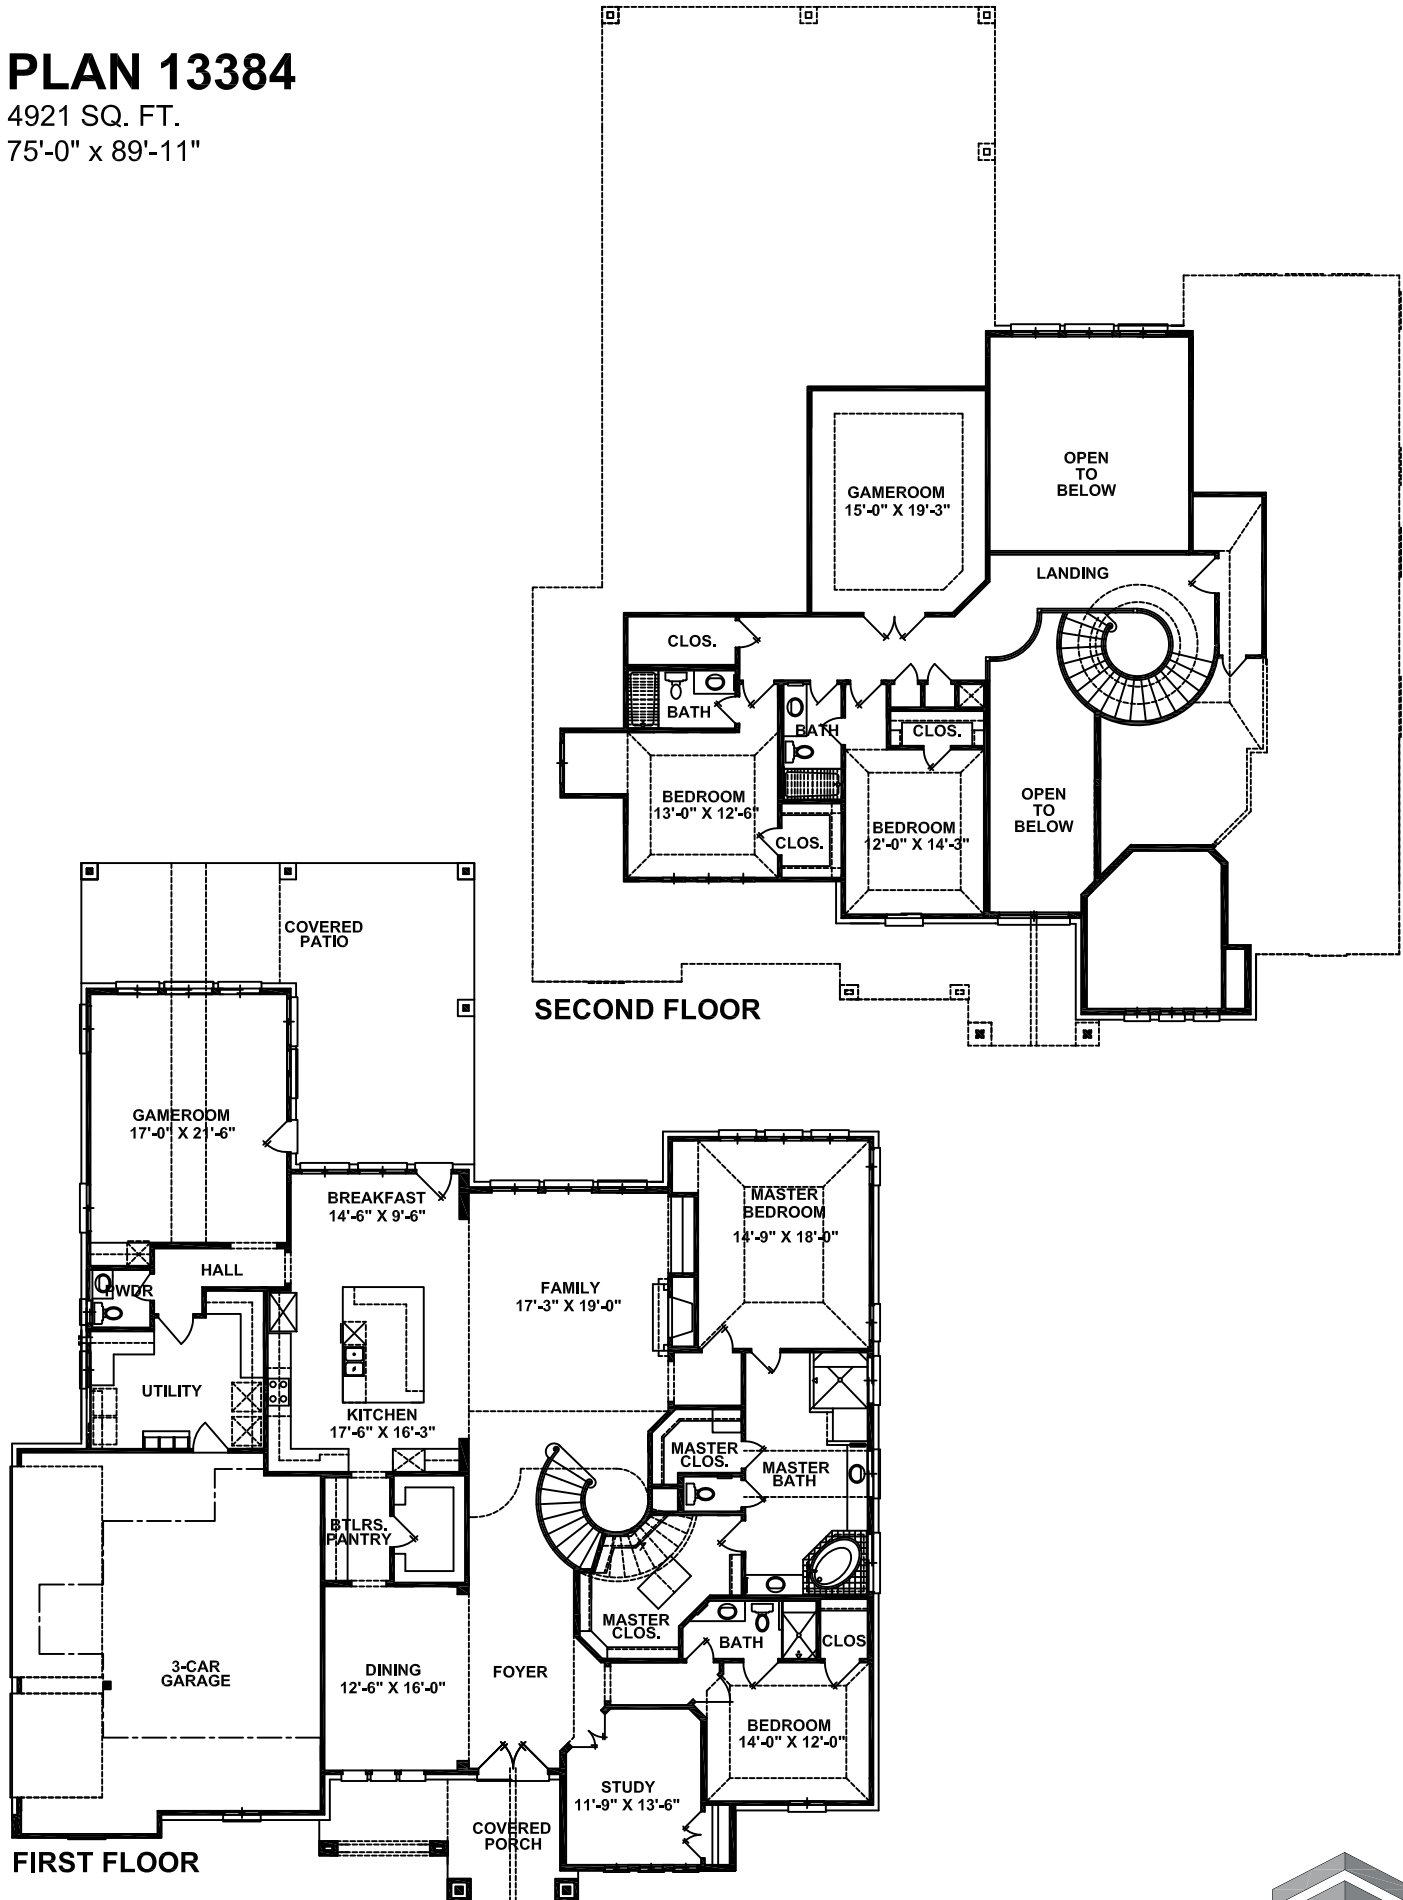 PLAN 13384
4921 SQ. FT.
75'-0" x 89'-11"
OPEN
TO
BELOW
GAMEROOM
15'-0" X 19'-3"
LANDING
CLOS.
BATH
BATH
CLOS.
BEDROOM
13'-0" X 12'-6"
CLOS.
BEDROOM
12'-0" X 14'-3"
OPEN
TO
BELOW
SECOND FLOOR
COVERED
PATIO
GAMEROOM
17'-0" X 21'-6"
BREAKFAST
14'-6" X 9'-6"
MASTER
BEDROOM
14'-9" X 18'-0"
HALL
PWDR
FAMILY
17'-3" X 19'-0"
UTILITY
KITCHEN
17'-6" X 16'-3"
MASTER
CLOS.
MASTER
BATH
BTLRS.
PANTRY
MASTER
CLOS.
BATH
CLOS
3-CAR
GARAGE
DINING
12'-6" X 16'-0"
FOYER
BEDROOM
14'-0" X 12'-0"
STUDY
11'-9" X 13'-6"
COVERED
PORCH
FIRST FLOOR